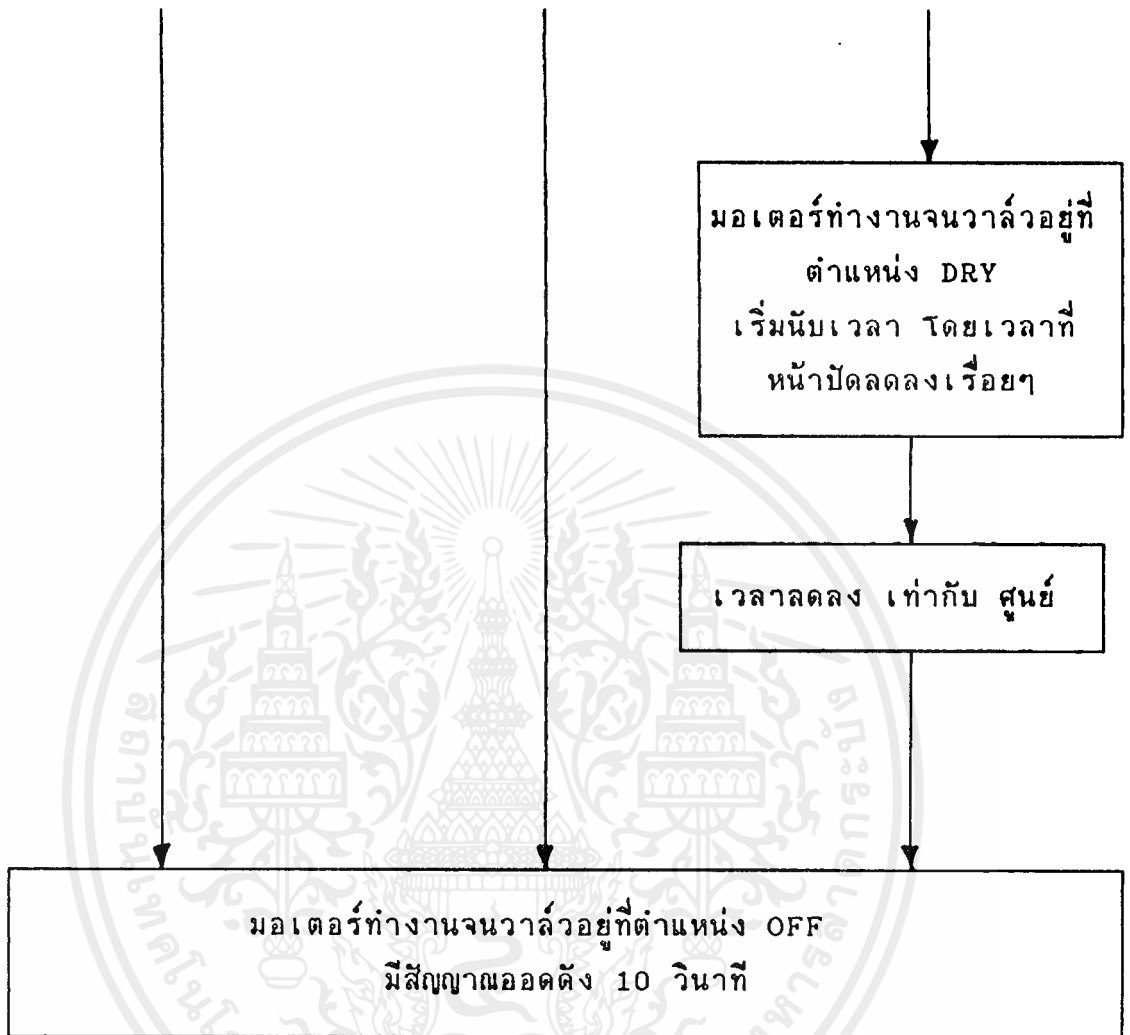 มอเตอร์ทำงานจนวาล์วอยู่ที่
ตำแหน่ง DRY
เริ่มนับเวลา โดยเวลาที่
หน้าปัดลดลงเรื่อยๆ
เวลาลดลง เท่ากับ ศูนย์
มอเตอร์ทำงานจนวาล์วอยู่ที่ตำแหน่ง OFF
มีสัญญาณออดดัง 10 วินาที